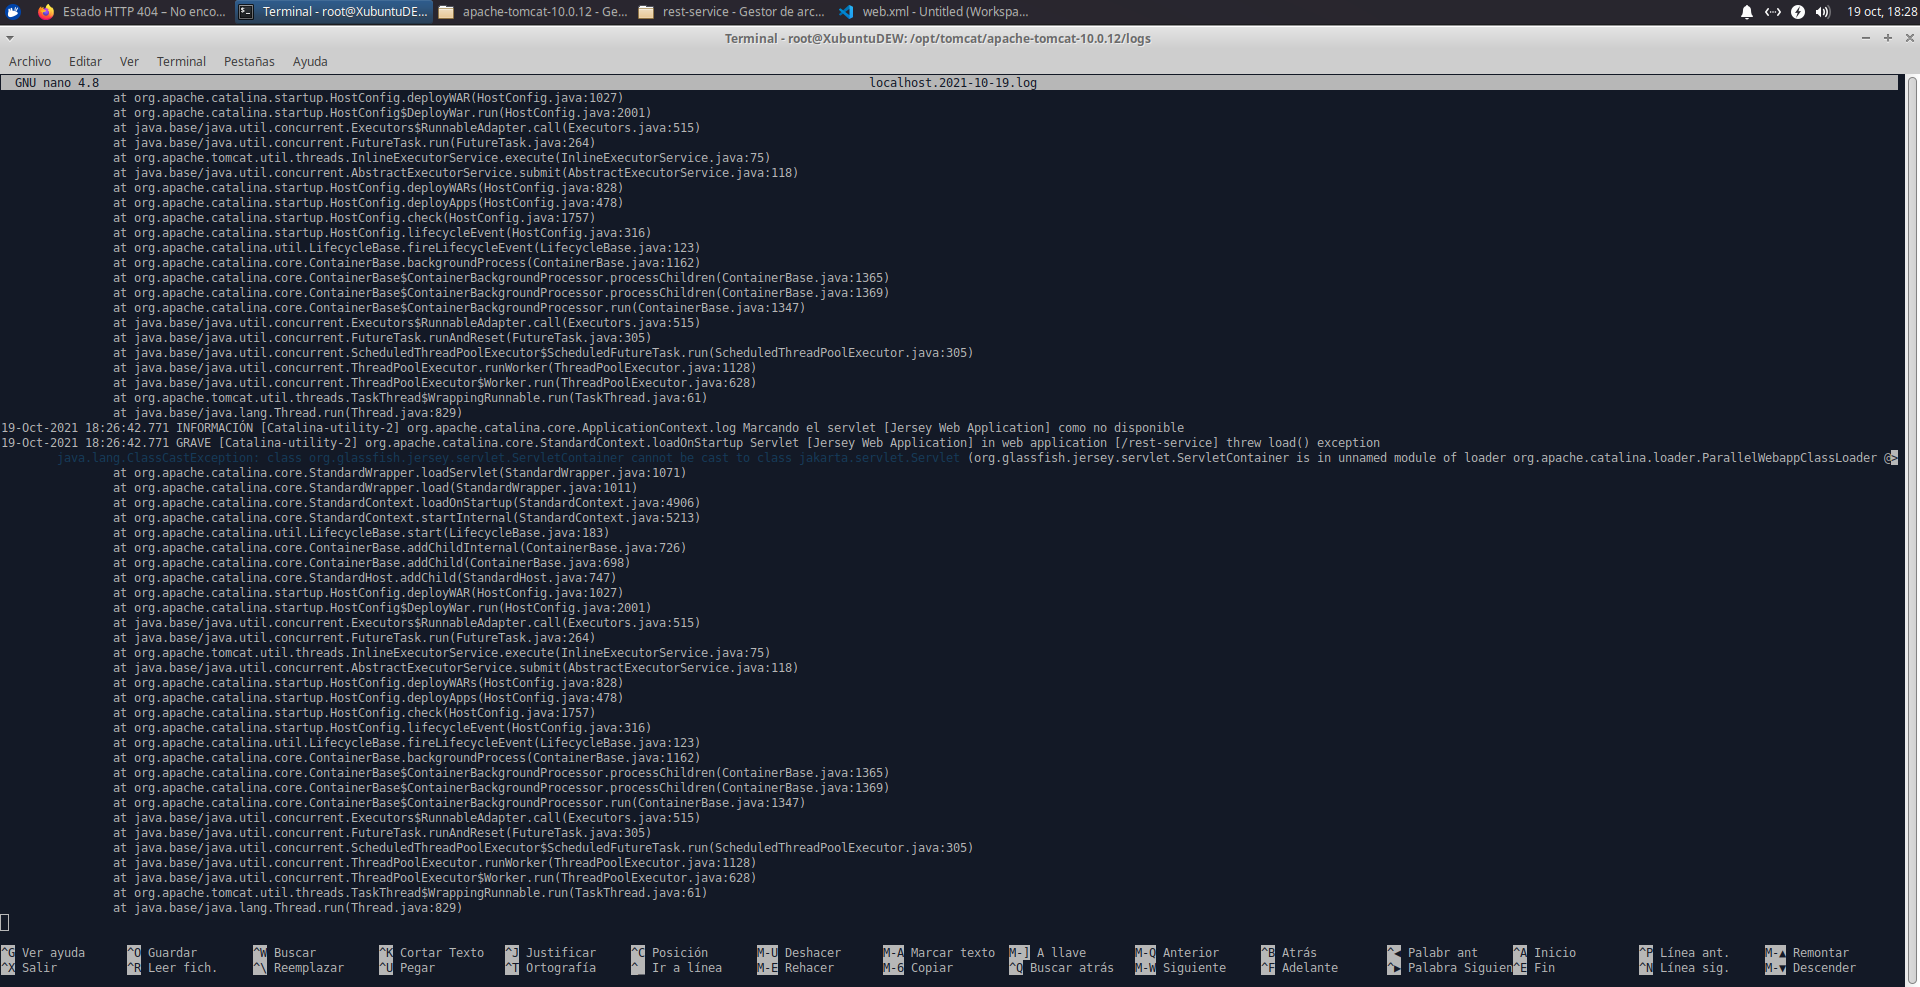 Estado HTTP 404 – No enco...
Terminal - root@XubuntuDE...
apache-tomcat-10.0.12 - Ge...
rest-service - Gestor de arc...
web.xml - Untitled (Workspa...
19 oct, 18:28
Terminal - root@XubuntuDEW: /opt/tomcat/apache-tomcat-10.0.12/logs
Archivo Editar Ver Terminal Pestañas Ayuda
GNU nano 4.8 localhost.2021-10-19.log
at org.apache.catalina.startup.HostConfig.deployWAR(HostConfig.java:1027)
at org.apache.catalina.startup.HostConfig$DeployWar.run(HostConfig.java:2001)
at java.base/java.util.concurrent.Executors$RunnableAdapter.call(Executors.java:515)
at java.base/java.util.concurrent.FutureTask.run(FutureTask.java:264)
at org.apache.tomcat.util.threads.InlineExecutorService.execute(InlineExecutorService.java:75)
at java.base/java.util.concurrent.AbstractExecutorService.submit(AbstractExecutorService.java:118)
at org.apache.catalina.startup.HostConfig.deployWARs(HostConfig.java:828)
at org.apache.catalina.startup.HostConfig.deployApps(HostConfig.java:478)
at org.apache.catalina.startup.HostConfig.check(HostConfig.java:1757)
at org.apache.catalina.startup.HostConfig.lifecycleEvent(HostConfig.java:316)
at org.apache.catalina.util.LifecycleBase.fireLifecycleEvent(LifecycleBase.java:123)
at org.apache.catalina.core.ContainerBase.backgroundProcess(ContainerBase.java:1162)
at org.apache.catalina.core.ContainerBase$ContainerBackgroundProcessor.processChildren(ContainerBase.java:1365)
at org.apache.catalina.core.ContainerBase$ContainerBackgroundProcessor.processChildren(ContainerBase.java:1369)
at org.apache.catalina.core.ContainerBase$ContainerBackgroundProcessor.run(ContainerBase.java:1347)
at java.base/java.util.concurrent.Executors$RunnableAdapter.call(Executors.java:515)
at java.base/java.util.concurrent.FutureTask.runAndReset(FutureTask.java:305)
at java.base/java.util.concurrent.ScheduledThreadPoolExecutor$ScheduledFutureTask.run(ScheduledThreadPoolExecutor.java:305)
at java.base/java.util.concurrent.ThreadPoolExecutor.runWorker(ThreadPoolExecutor.java:1128)
at java.base/java.util.concurrent.ThreadPoolExecutor$Worker.run(ThreadPoolExecutor.java:628)
at org.apache.tomcat.util.threads.TaskThread$WrappingRunnable.run(TaskThread.java:61)
at java.base/java.lang.Thread.run(Thread.java:829)
19-Oct-2021 18:26:42.771 INFORMACIÓN [Catalina-utility-2] org.apache.catalina.core.ApplicationContext.log Marcando el servlet [Jersey Web Application] como no disponible
19-Oct-2021 18:26:42.771 GRAVE [Catalina-utility-2] org.apache.catalina.core.StandardContext.loadOnStartup Servlet [Jersey Web Application] in web application [/rest-service] threw load() exception
java.lang.ClassCastException: class org.glassfish.jersey.servlet.ServletContainer cannot be cast to class jakarta.servlet.Servlet (org.glassfish.jersey.servlet.ServletContainer is in unnamed module of loader org.apache.catalina.loader.ParallelWebappClassLoader @>
at org.apache.catalina.core.StandardWrapper.loadServlet(StandardWrapper.java:1071)
at org.apache.catalina.core.StandardWrapper.load(StandardWrapper.java:1011)
at org.apache.catalina.core.StandardContext.loadOnStartup(StandardContext.java:4906)
at org.apache.catalina.core.StandardContext.startInternal(StandardContext.java:5213)
at org.apache.catalina.util.LifecycleBase.start(LifecycleBase.java:183)
at org.apache.catalina.core.ContainerBase.addChildInternal(ContainerBase.java:726)
at org.apache.catalina.core.ContainerBase.addChild(ContainerBase.java:698)
at org.apache.catalina.core.StandardHost.addChild(StandardHost.java:747)
at org.apache.catalina.startup.HostConfig.deployWAR(HostConfig.java:1027)
at org.apache.catalina.startup.HostConfig$DeployWar.run(HostConfig.java:2001)
at java.base/java.util.concurrent.Executors$RunnableAdapter.call(Executors.java:515)
at java.base/java.util.concurrent.FutureTask.run(FutureTask.java:264)
at org.apache.tomcat.util.threads.InlineExecutorService.execute(InlineExecutorService.java:75)
at java.base/java.util.concurrent.AbstractExecutorService.submit(AbstractExecutorService.java:118)
at org.apache.catalina.startup.HostConfig.deployWARs(HostConfig.java:828)
at org.apache.catalina.startup.HostConfig.deployApps(HostConfig.java:478)
at org.apache.catalina.startup.HostConfig.check(HostConfig.java:1757)
at org.apache.catalina.startup.HostConfig.lifecycleEvent(HostConfig.java:316)
at org.apache.catalina.util.LifecycleBase.fireLifecycleEvent(LifecycleBase.java:123)
at org.apache.catalina.core.ContainerBase.backgroundProcess(ContainerBase.java:1162)
at org.apache.catalina.core.ContainerBase$ContainerBackgroundProcessor.processChildren(ContainerBase.java:1365)
at org.apache.catalina.core.ContainerBase$ContainerBackgroundProcessor.processChildren(ContainerBase.java:1369)
at org.apache.catalina.core.ContainerBase$ContainerBackgroundProcessor.run(ContainerBase.java:1347)
at java.base/java.util.concurrent.Executors$RunnableAdapter.call(Executors.java:515)
at java.base/java.util.concurrent.FutureTask.runAndReset(FutureTask.java:305)
at java.base/java.util.concurrent.ScheduledThreadPoolExecutor$ScheduledFutureTask.run(ScheduledThreadPoolExecutor.java:305)
at java.base/java.util.concurrent.ThreadPoolExecutor.runWorker(ThreadPoolExecutor.java:1128)
at java.base/java.util.concurrent.ThreadPoolExecutor$Worker.run(ThreadPoolExecutor.java:628)
at org.apache.tomcat.util.threads.TaskThread$WrappingRunnable.run(TaskThread.java:61)
at java.base/java.lang.Thread.run(Thread.java:829)
^G Ver ayuda ^O Guardar ^W Buscar ^K Cortar Texto ^J Justificar ^C Posición M-U Deshacer M-A Marcar texto M-] A llave M-Q Anterior ^B Atrás ^◂ Palabr ant ^A Inicio ^P Línea ant. M-▲ Remontar
^X Salir ^R Leer fich. ^\ Reemplazar ^U Pegar ^T Ortografía ^_ Ir a línea M-E Rehacer M-6 Copiar ^Q Buscar atrás M-W Siguiente ^F Adelante ^▸ Palabra Siguien ^E Fin ^N Línea sig. M-▼ Descender